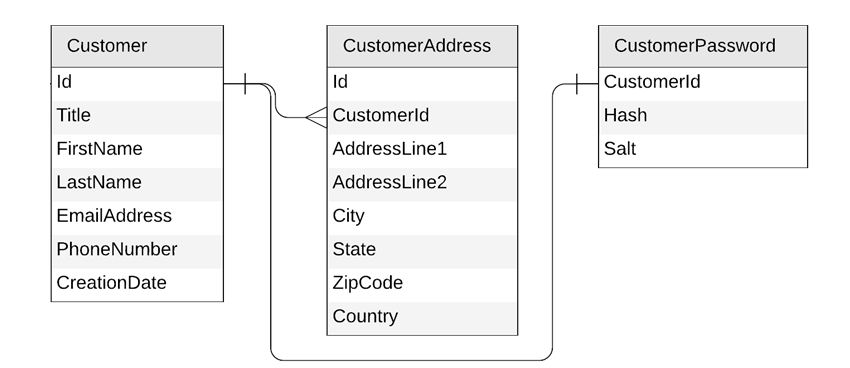 Customer
Id
Title
FirstName
LastName
EmailAddress
PhoneNumber
CreationDate
CustomerAddress
Id
CustomerId
AddressLine1
AddressLine2
City
State
ZipCode
Country
CustomerPassword
CustomerId
Hash
Salt